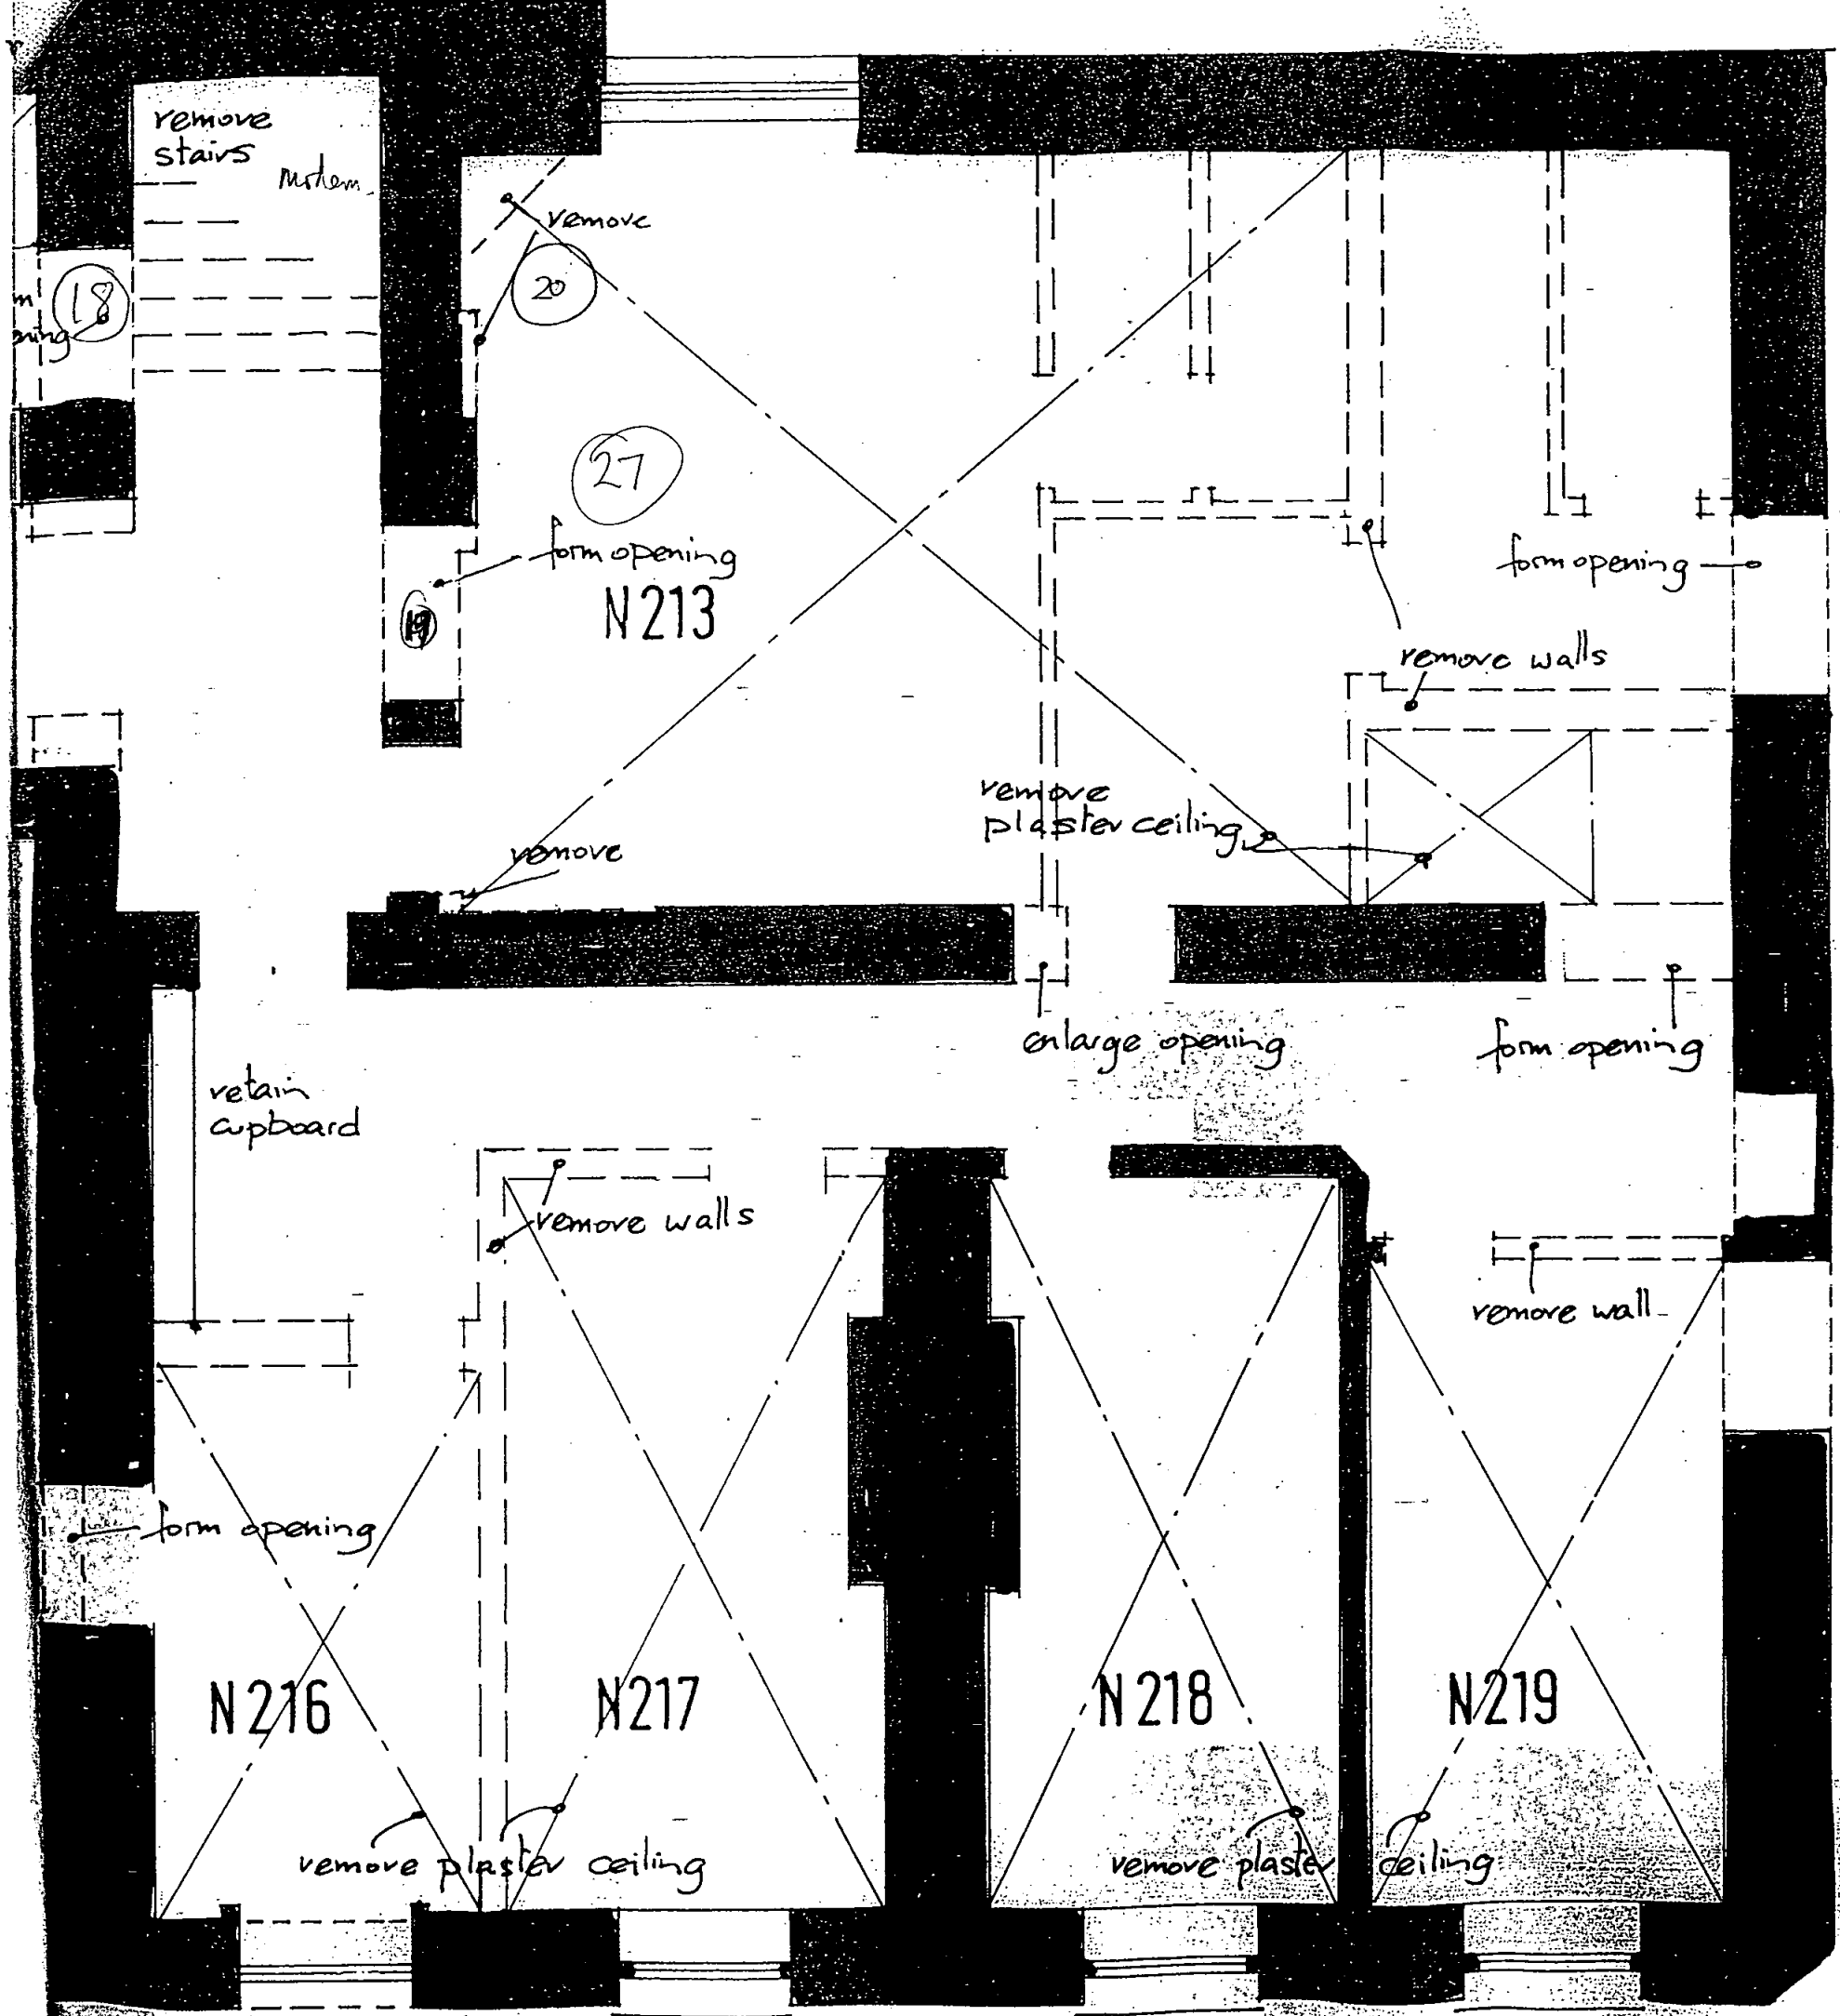 remove
stairs
Modern
remove
20
18
27
form opening
19
N213
form opening
remove walls
remove
plaster ceiling
remove
enlarge opening
form opening
retain
cupboard
remove walls
remove wall
form opening
N216
N217
N218
N219
remove plaster ceiling
remove plaster ceiling